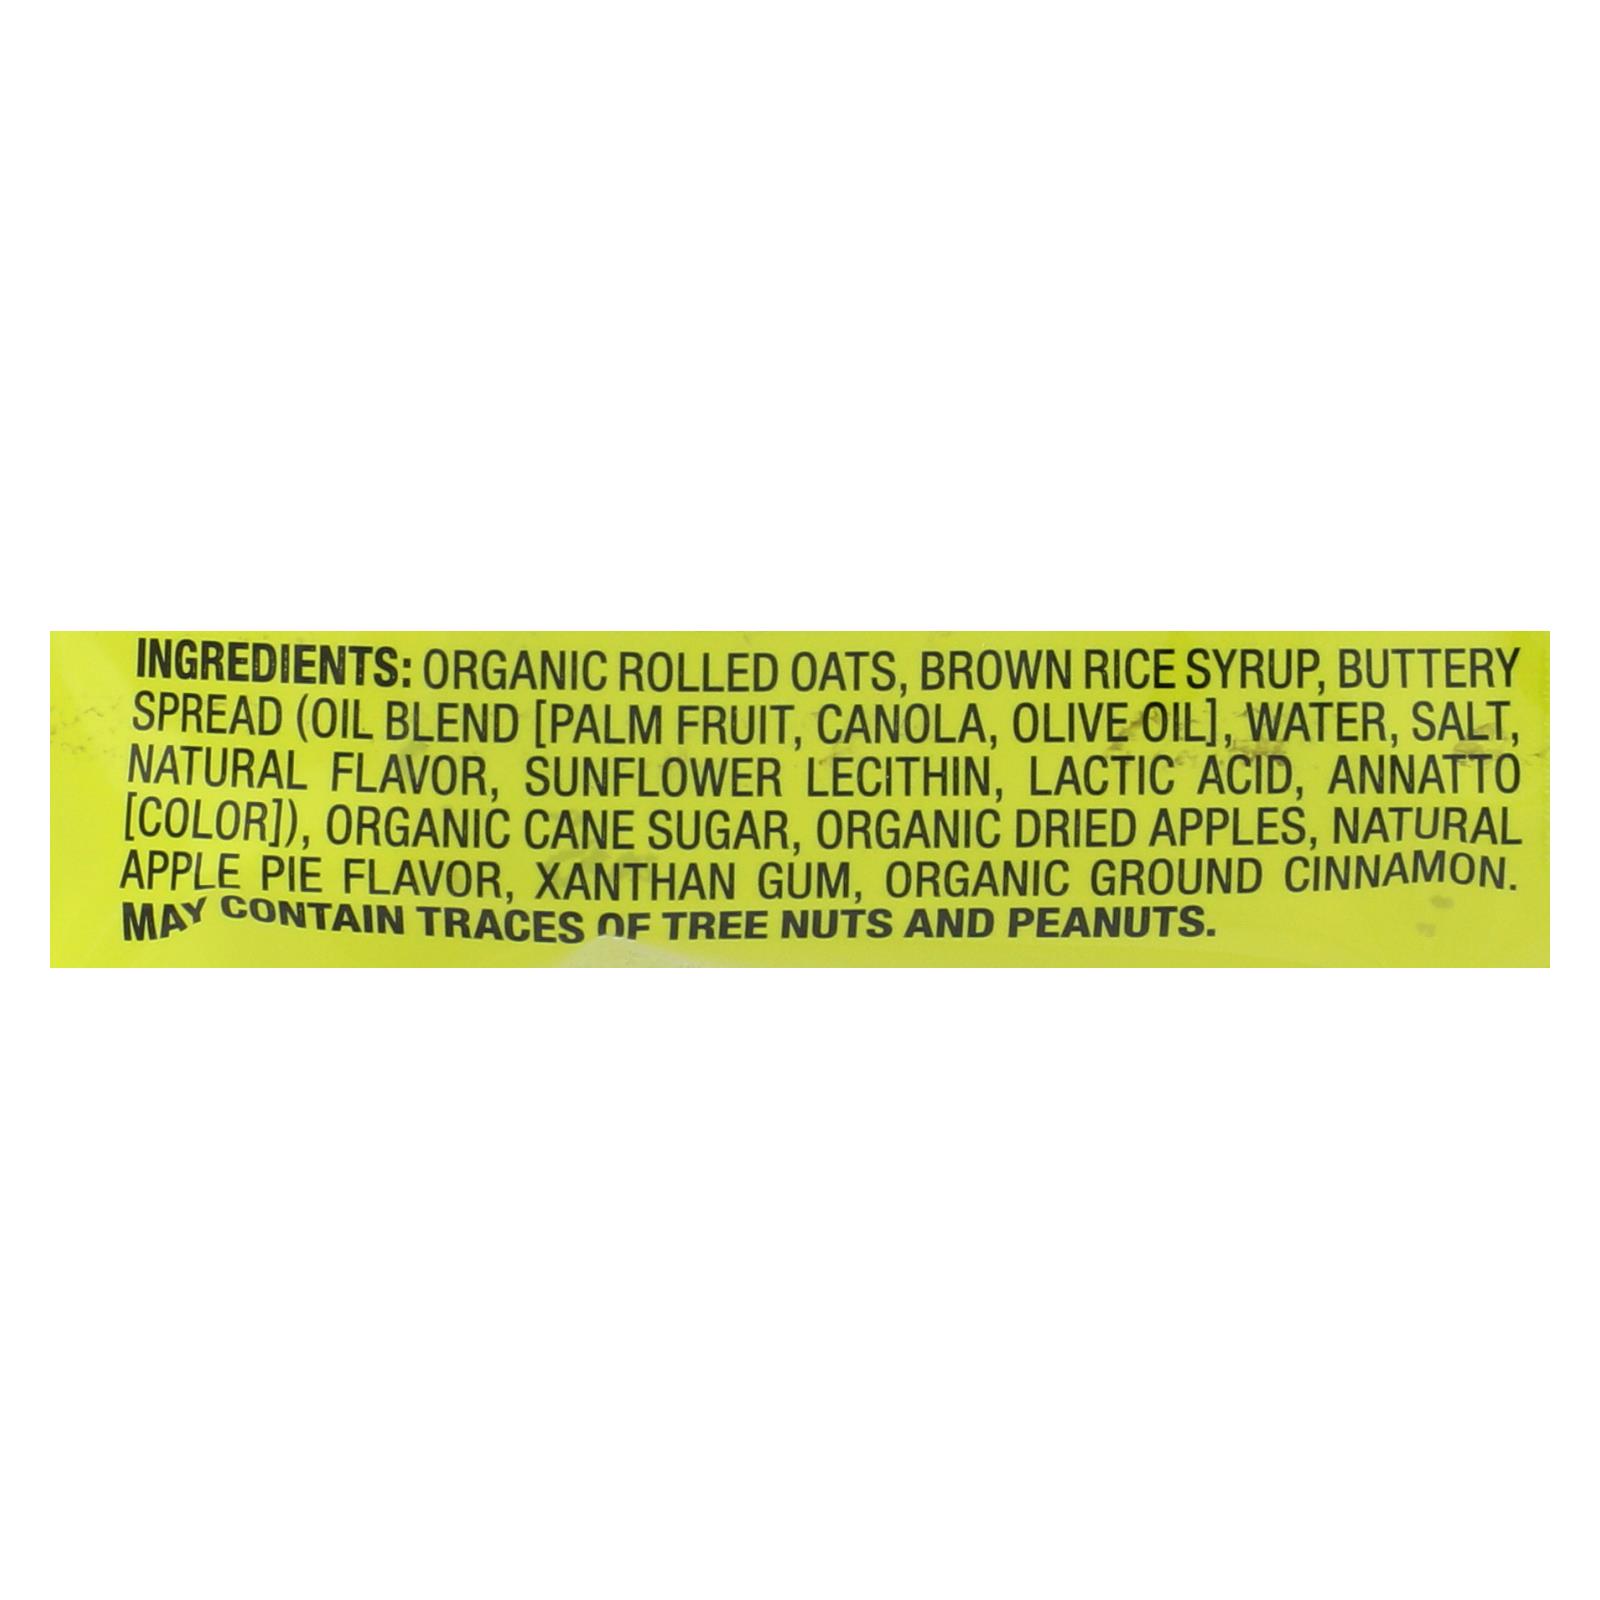 INGREDIENTS: ORGANIC ROLLED OATS, BROWN RICE SYRUP, BUTTERY
SPREAD (OIL BLEND [PALM FRUIT, CANOLA, OLIVE OIL], WATER, SALT,
NATURAL FLAVOR, SUNFLOWER LECITHIN, LACTIC ACID, ANNATTO
[COLOR]), ORGANIC CANE SUGAR, ORGANIC DRIED APPLES, NATURAL
APPLE PIE FLAVOR, XANTHAN GUM, ORGANIC GROUND CINNAMON.
MAY CONTAIN TRACES OF TREE NUTS AND PEANUTS.